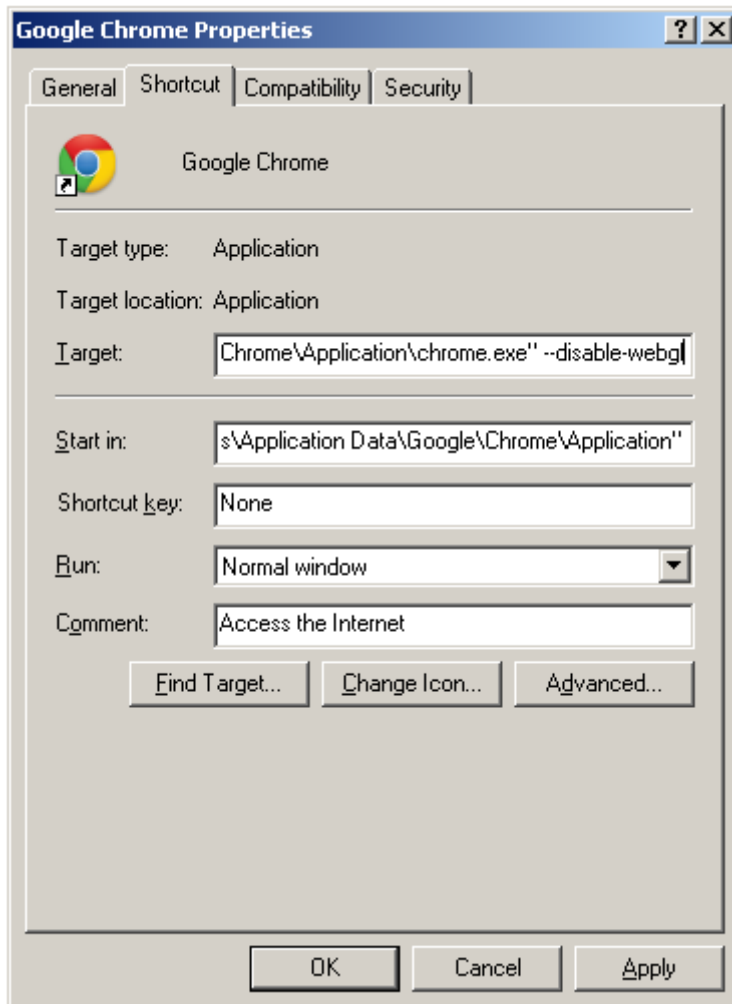 Google Chrome Properties
General Shortcut Compatibility Security
Google Chrome
Target type: Application
Target location: Application
Target: Chrome\Application\chrome.exe" --disable-webgl
Start in: s\Application Data\Google\Chrome\Application"
Shortcut key: None
Run: Normal window
Comment: Access the Internet
Find Target... Change Icon... Advanced...
OK Cancel Apply